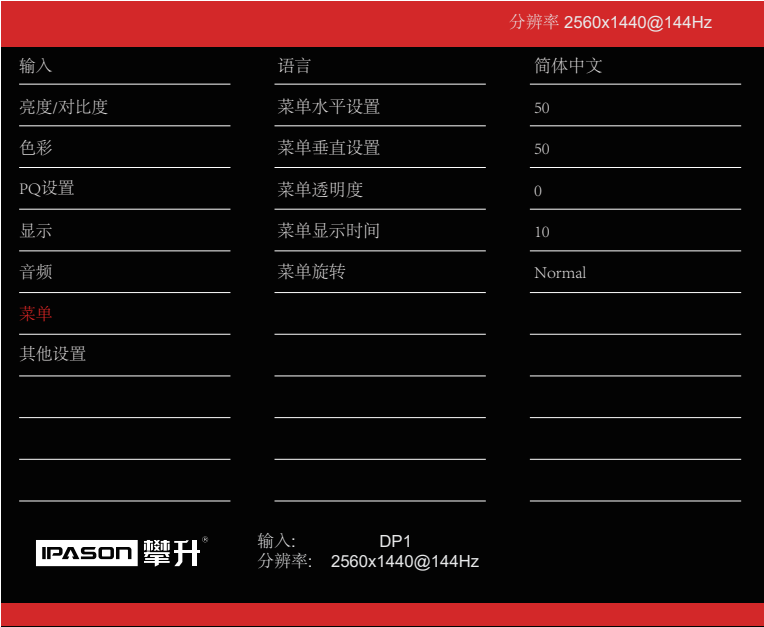 分辨率 2560x1440@144Hz
输入 语言 简体中文
亮度/对比度 菜单水平设置 50
色彩 菜单垂直设置 50
PQ设置 菜单透明度 0
显示 菜单显示时间 10
音频 菜单旋转 Normal
菜单
其他设置
IPASON 攀升® 输入: DP1
分辨率: 2560x1440@144Hz